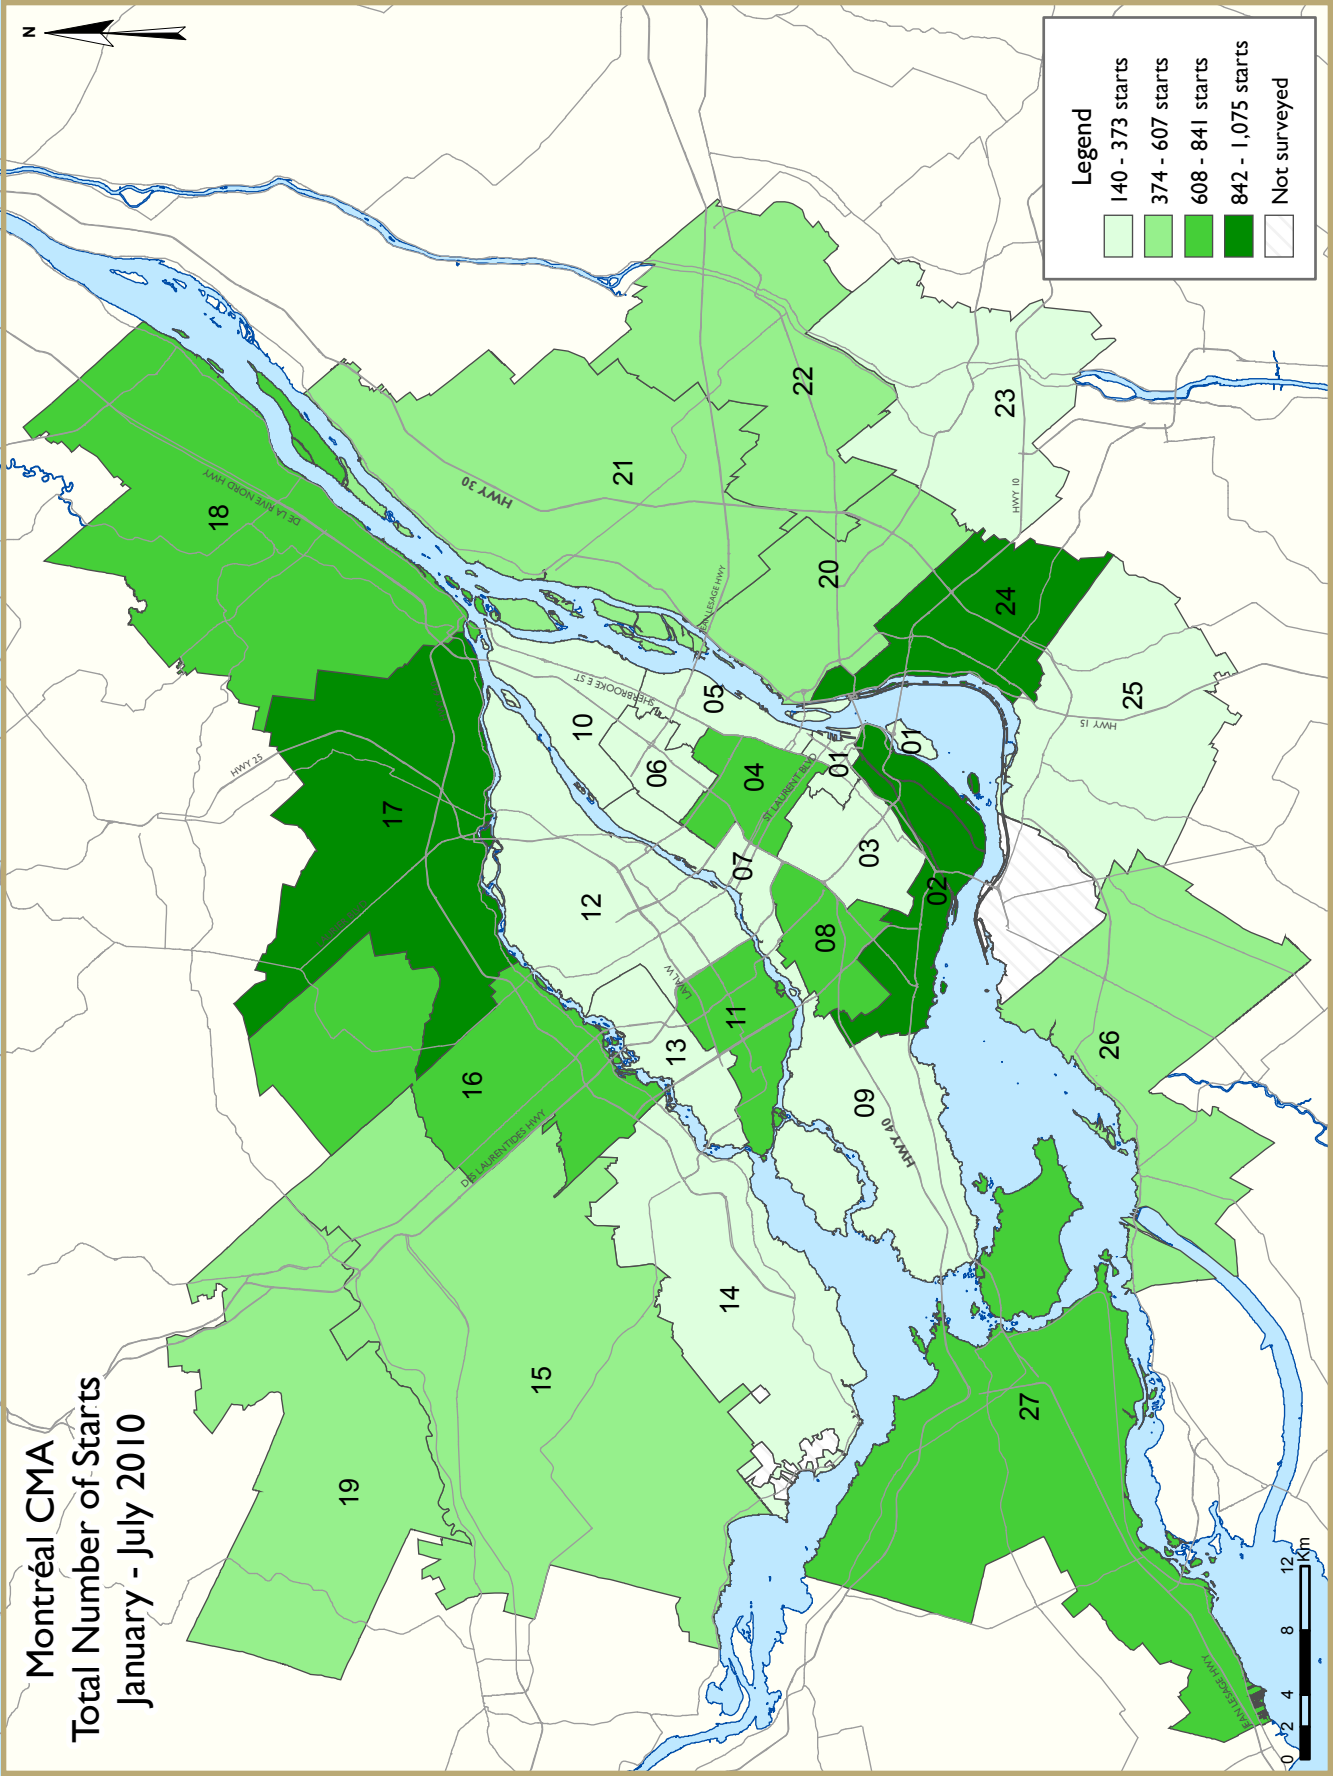 Montréal CMA
Total Number of Starts
January - July 2010
N
Legend
140 - 373 starts
374 - 607 starts
608 - 841 starts
842 - 1,075 starts
Not surveyed
18
DE LA RIVE NORD HWY
HWY 30
21
22
23
HWY 10
20
24
25
HWY 15
JEAN LESAGE HWY
SHERBROOKE E ST
05
10
06
04
ST LAURENT BLVD
01
01
07
03
02
08
HWY 25
17
12
LAVAL W
11
13
16
DES LAURENTIDES HWY
09
HWY 40
26
14
15
19
27
JEAN LESAGE HWY
0 2 4 8 12
Km